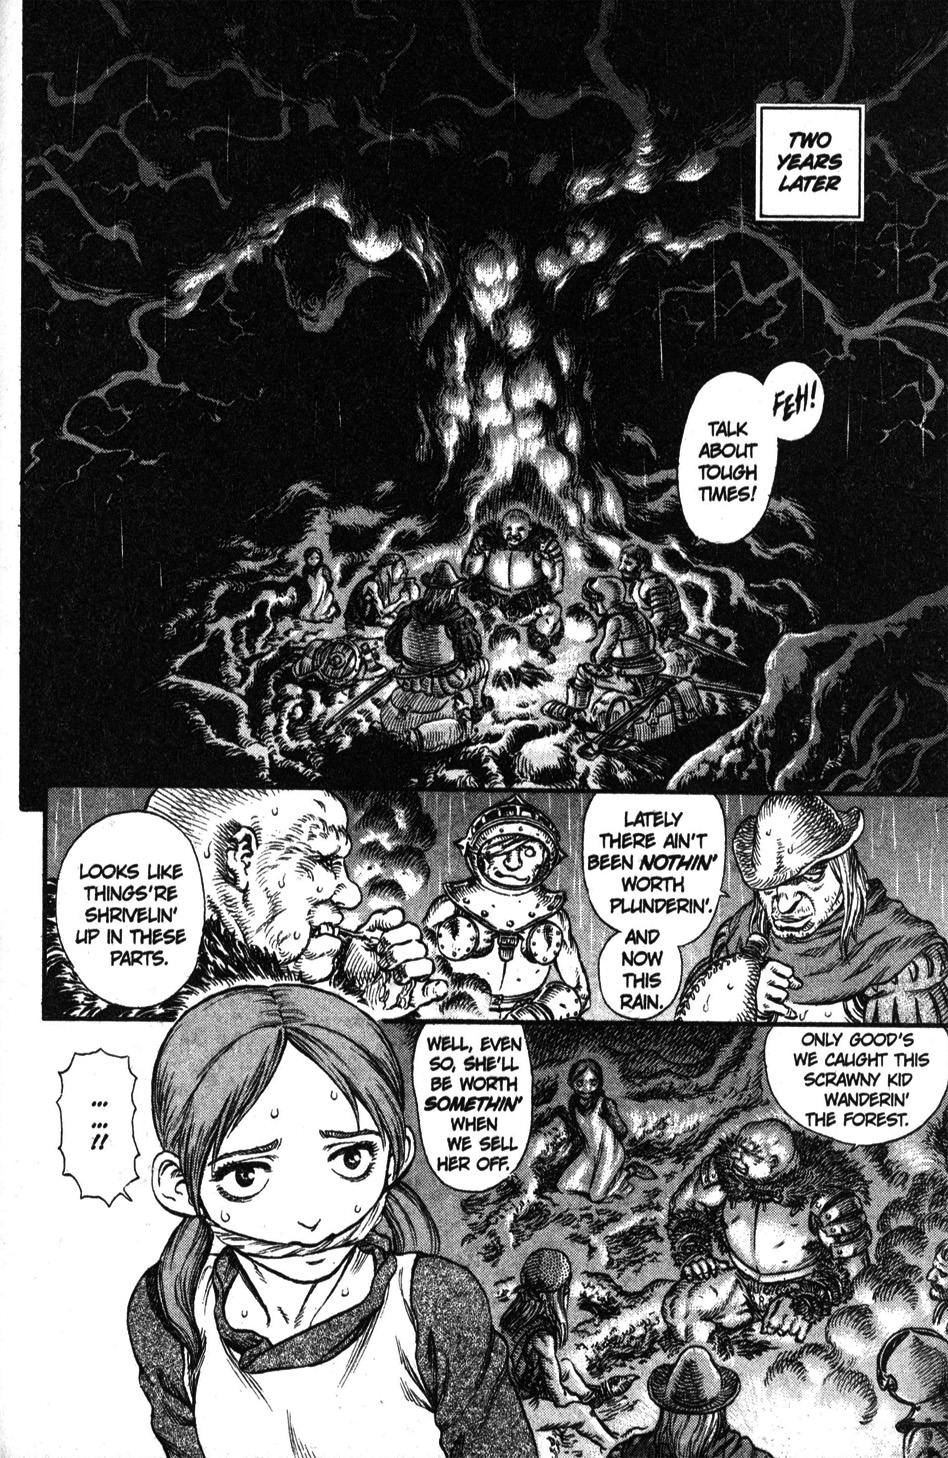 TWO
YEARS
LATER
FEH!
TALK
ABOUT
TOUGH
TIMES!
LATELY
THERE AIN'T
BEEN NOTHIN'
WORTH
PLUNDERIN'.
AND
NOW
THIS
RAIN.
LOOKS LIKE
THINGS'RE
SHRIVELIN'
UP IN THESE
PARTS.
ONLY GOOD'S
WE CAUGHT THIS
SCRAWNY KID
WANDERIN'
THE FOREST.
WELL, EVEN
SO, SHE'LL
BE WORTH
SOMETHIN'
WHEN
WE SELL
HER OFF.
...
...
!!